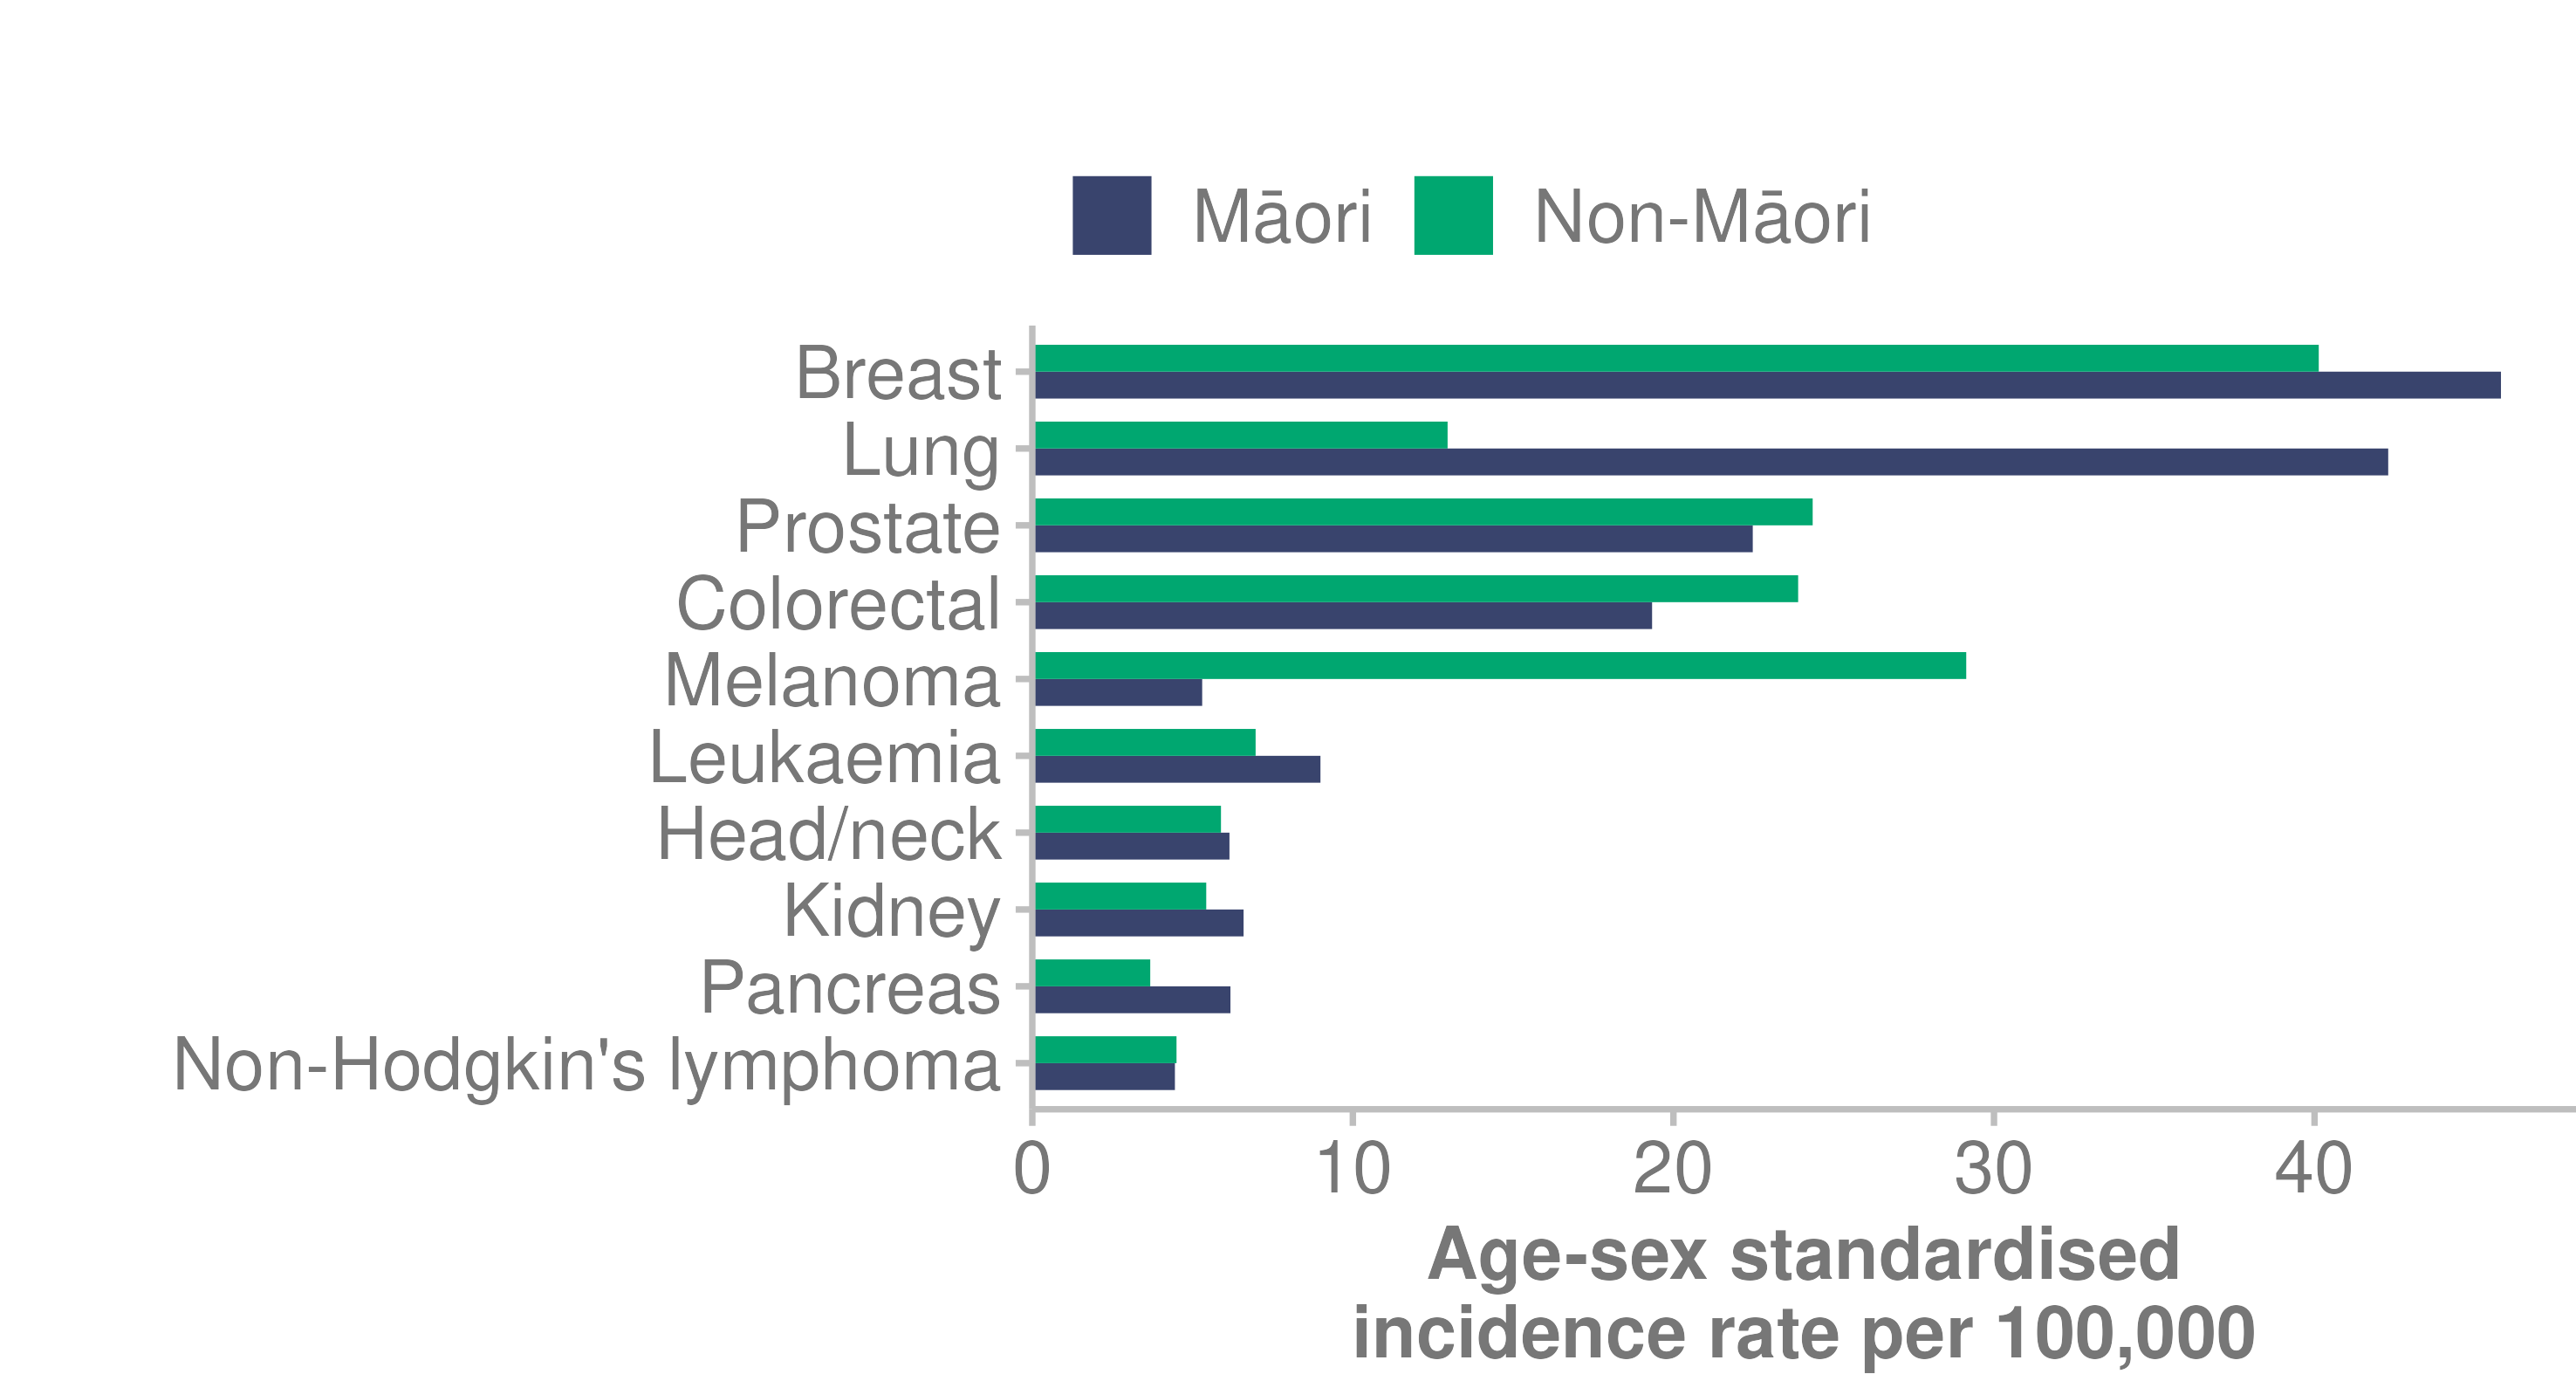 Māori Non-Māori
Breast
Lung
Prostate
Colorectal
Melanoma
Leukaemia
Head/neck
Kidney
Pancreas
Non-Hodgkin's lymphoma
0 10 20 30 40
Age-sex standardised
incidence rate per 100,000